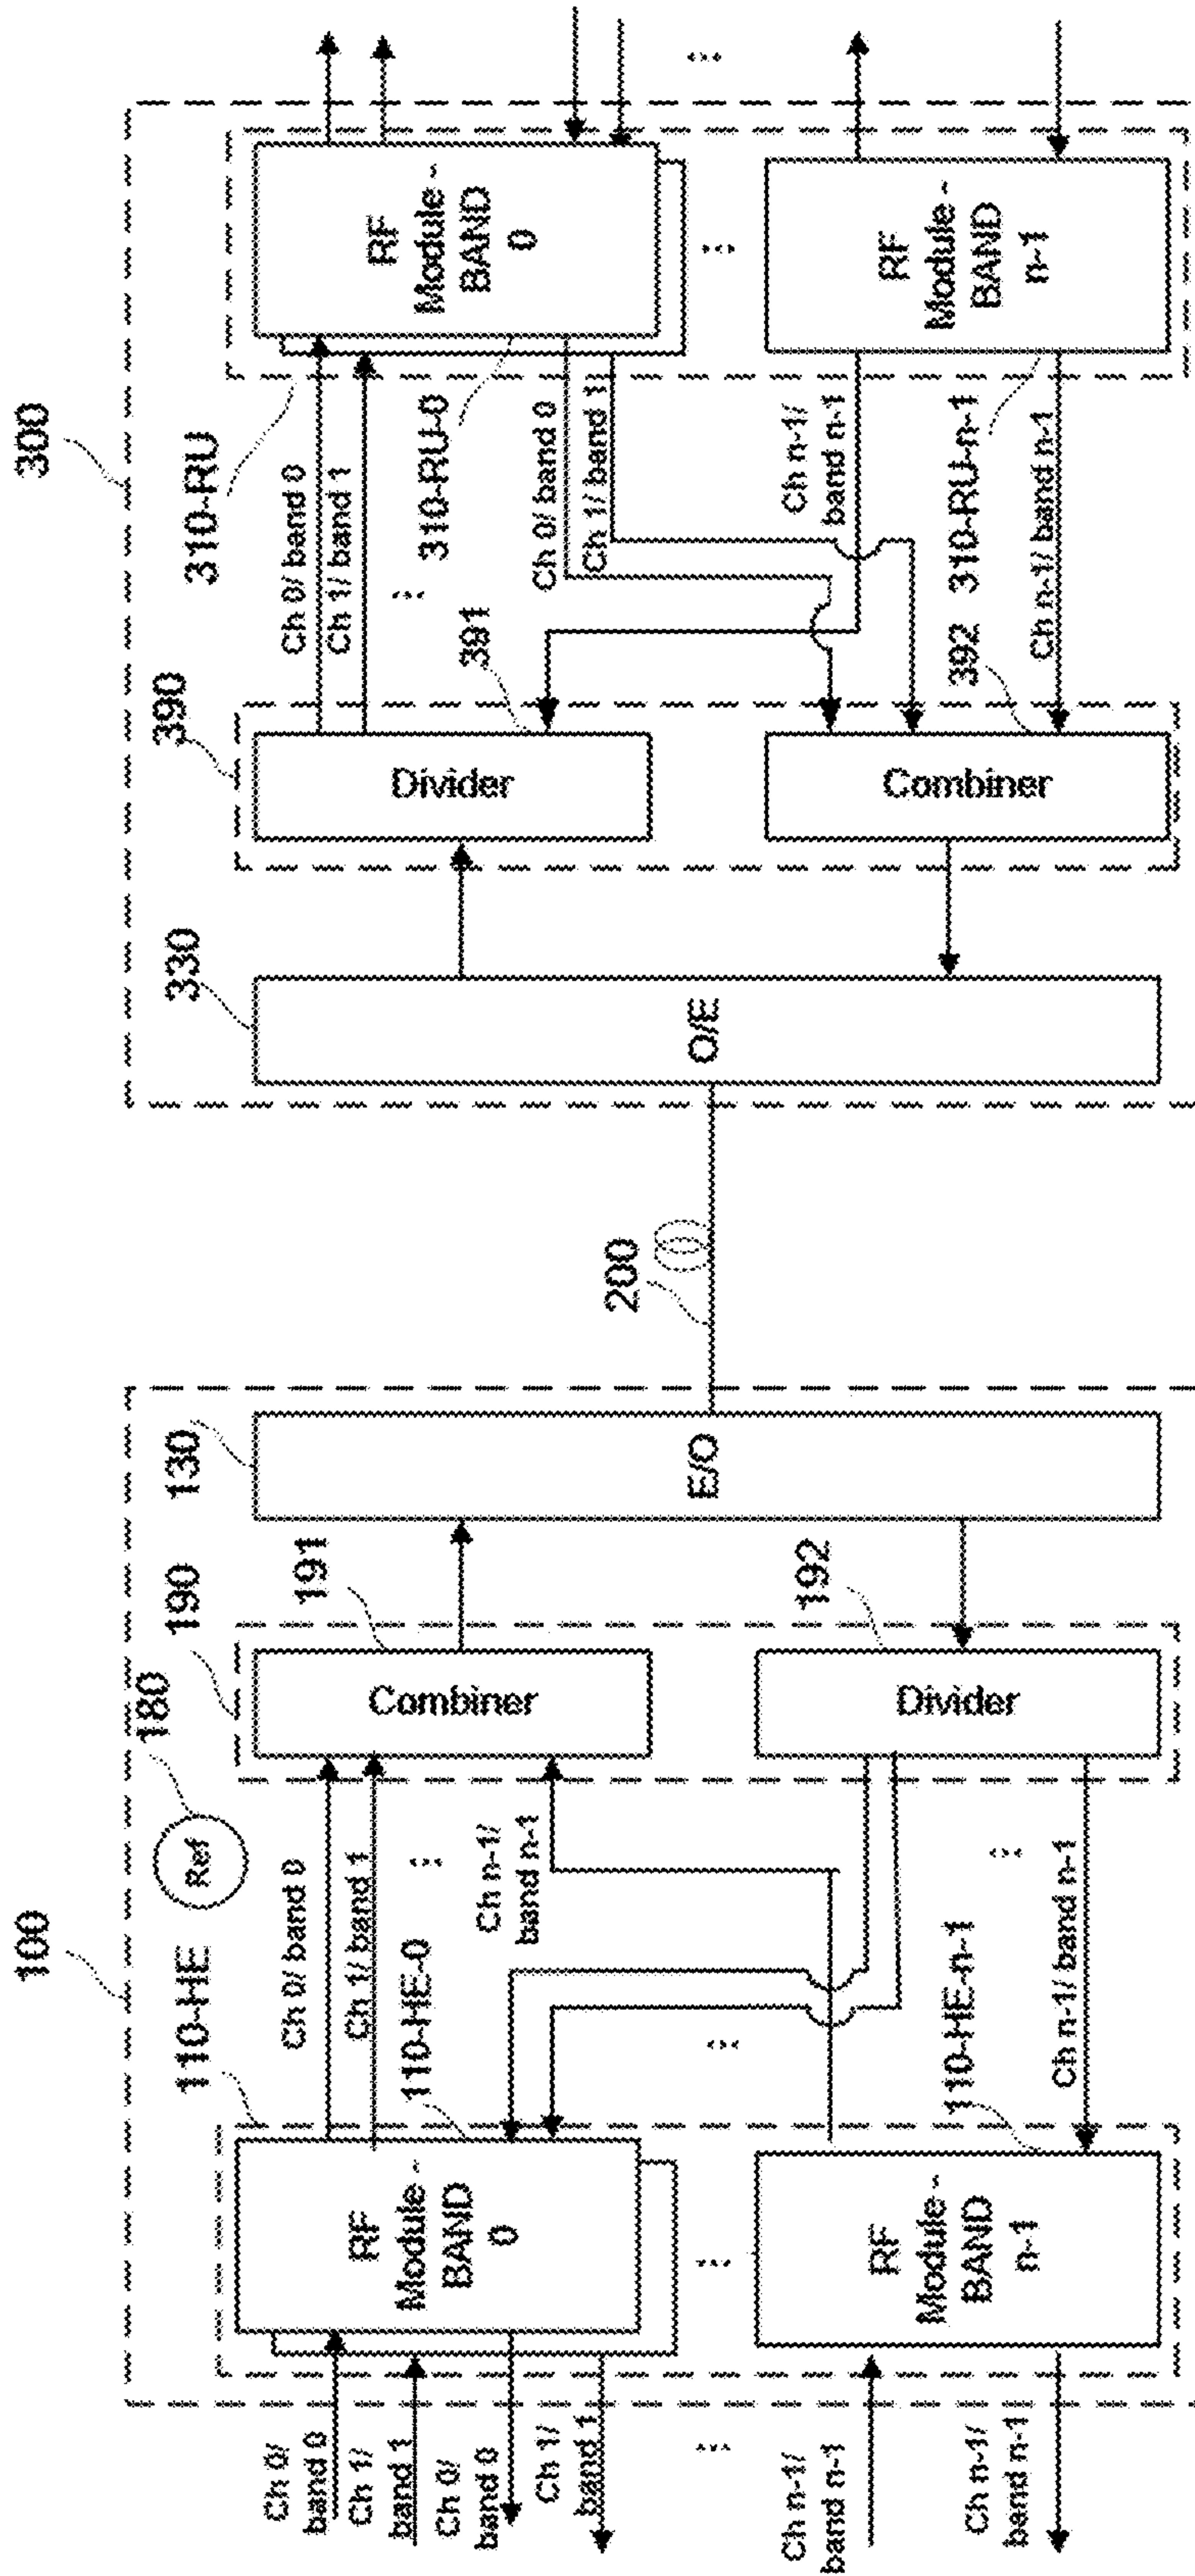 100
110-HE
180
Ref
190
130
Ch 0/
band 0
Ch 1/
band 1
Ch 0/
band 0
Ch 1/
band 1
RF
Module -
BAND
0
Ch 0/ band 0
Ch 1/ band 1
110-HE-0
Ch n-1/
band n-1
Combiner
191
E/O
Ch n-1/
band n-1
Ch n-1/
band n-1
RF
Module -
BAND
n-1
110-HE-n-1
Ch n-1/ band n-1
Divider
192
200
300
330
390
310-RU
O/E
Divider
391
Ch 0/ band 0
Ch 1/ band 1
310-RU-0
Ch 0/ band 0
Ch 1/ band 1
RF
Module -
BAND
0
Combiner
392
Ch n-1/
band n-1
310-RU-n-1
Ch n-1/ band n-1
RF
Module -
BAND
n-1